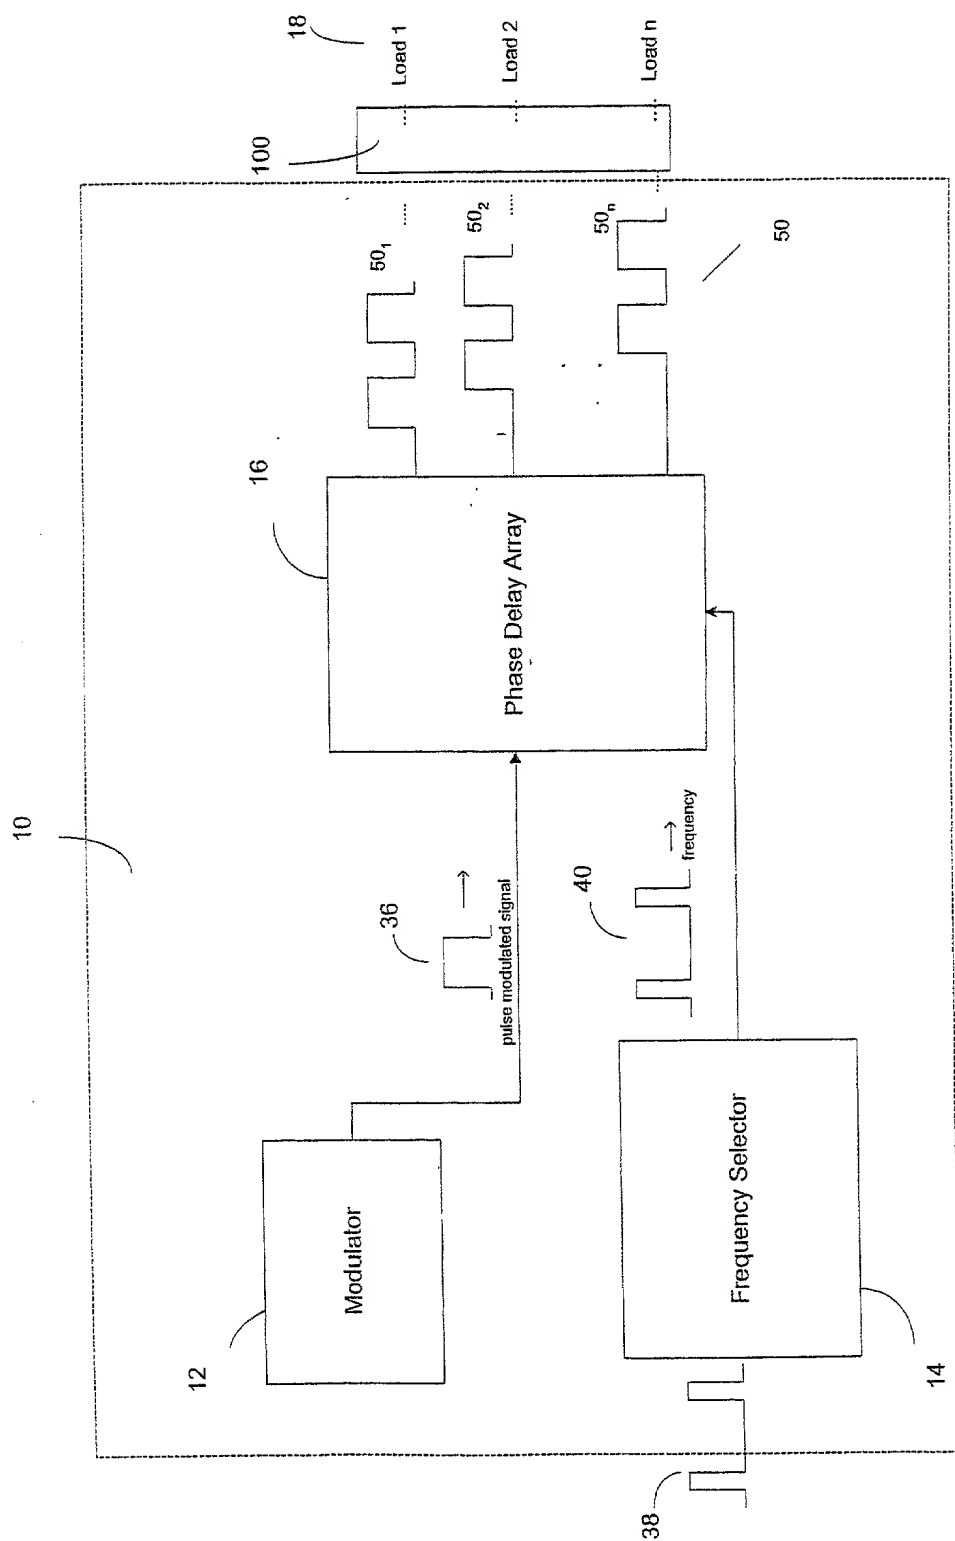 10
12
Modulator
36
pulse modulated signal
16
Phase Delay Array
50₁
50₂
50ₙ
50
100
18
Load 1
Load 2
Load n
38
14
Frequency Selector
40
frequency